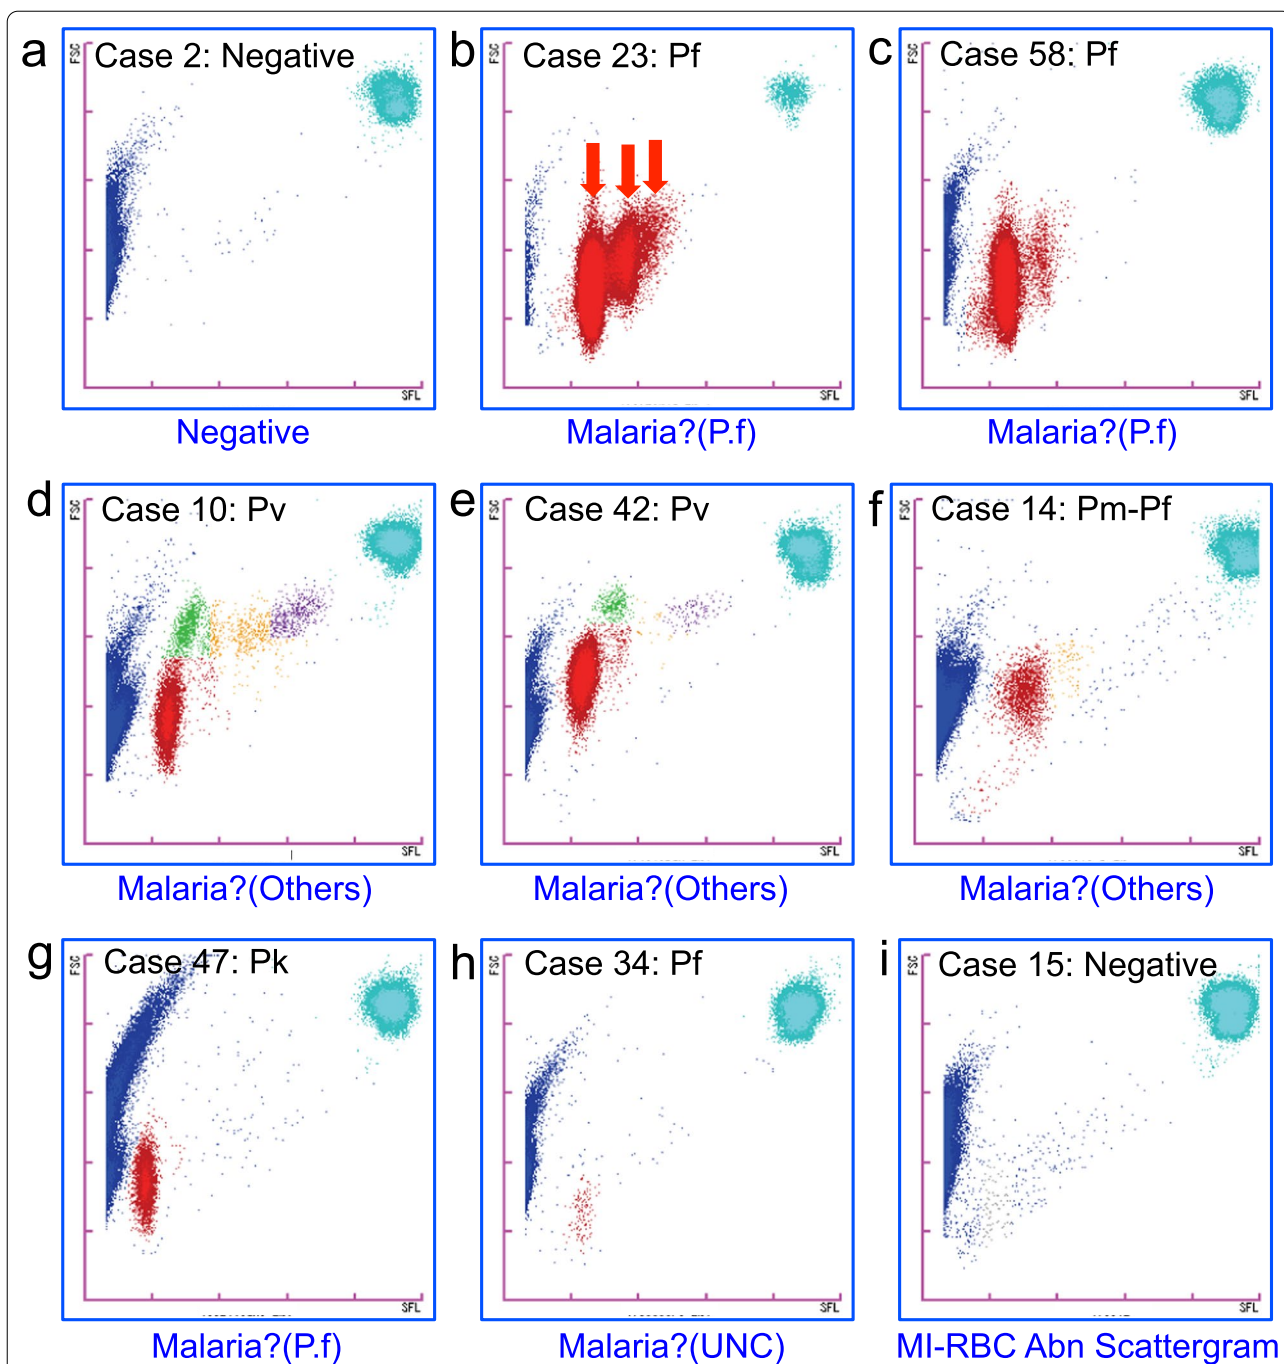 a
FSC
Case 2: Negative
SFL
Negative
b
FSC
Case 23: Pf
SFL
Malaria?(P.f)
c
FSC
Case 58: Pf
SFL
Malaria?(P.f)
d
FSC
Case 10: Pv
SFL
Malaria?(Others)
e
FSC
Case 42: Pv
SFL
Malaria?(Others)
f
FSC
Case 14: Pm-Pf
SFL
Malaria?(Others)
g
FSC
Case 47: Pk
SFL
Malaria?(P.f)
h
FSC
Case 34: Pf
SFL
Malaria?(UNC)
i
FSC
Case 15: Negative
SFL
MI-RBC Abn Scattergram